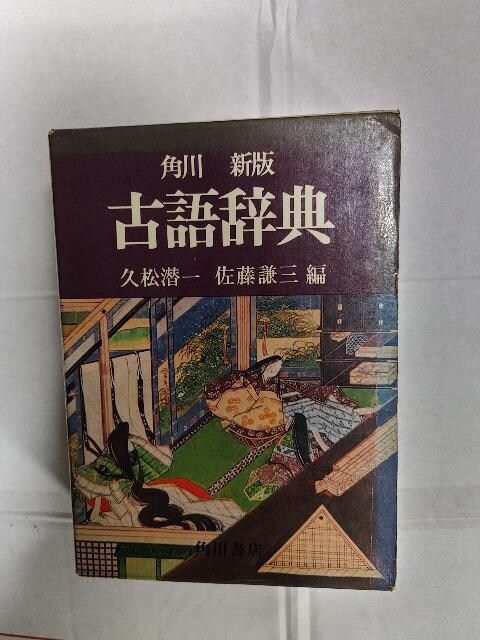 角川 新版
古語辞典
久松潜一 佐藤謙三 編
角川書店